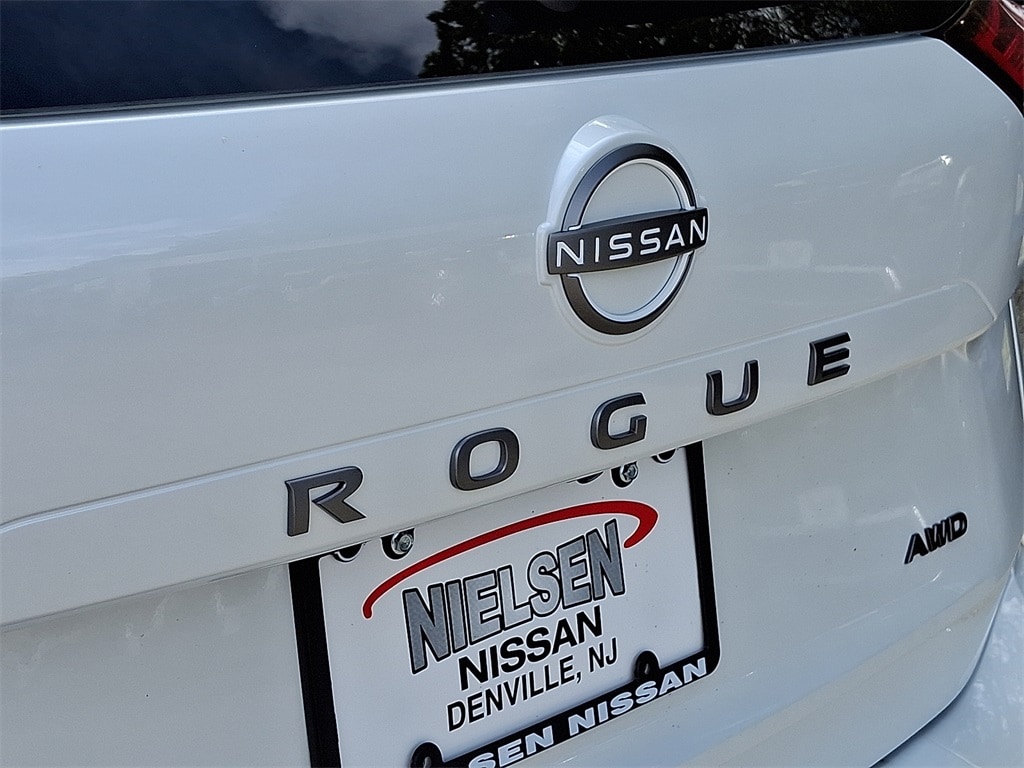 NISSAN
ROGUE
AWD
NIELSEN
NISSAN
DENVILLE, NJ
SEN NISSAN